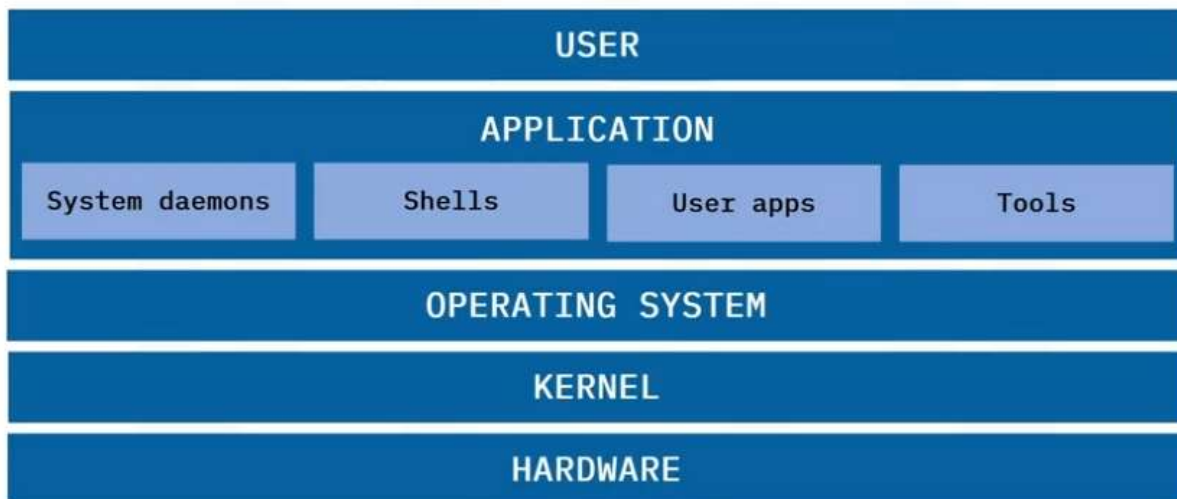 USER
APPLICATION
System daemons
Shells
User apps
Tools
OPERATING SYSTEM
KERNEL
HARDWARE